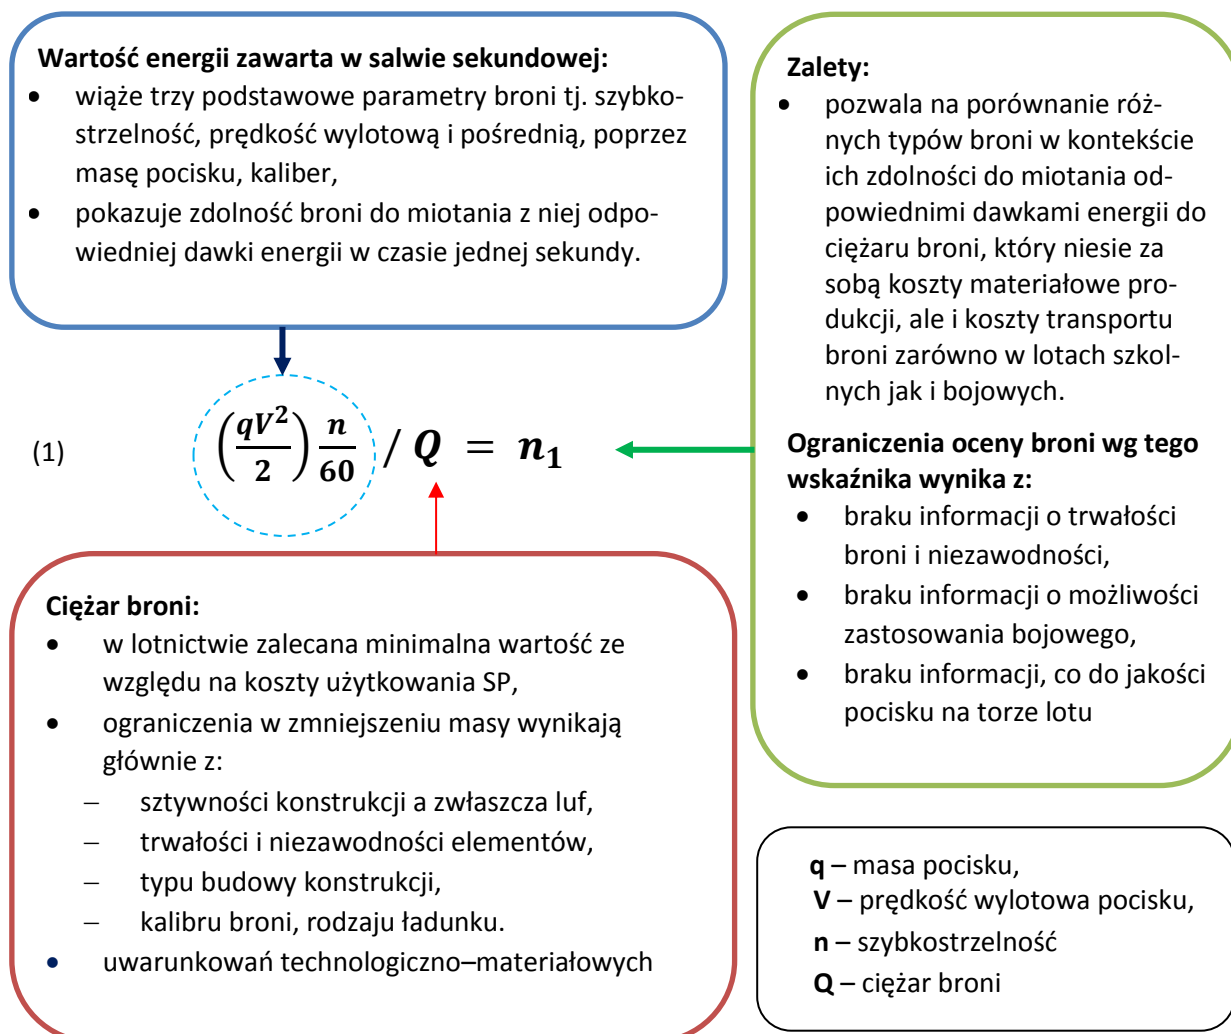 Wartość energii zawarta w salwie sekundowej:
• wiąże trzy podstawowe parametry broni tj. szybko-
strzelność, prędkość wylotową i pośrednią, poprzez
masę pocisku, kaliber,
• pokazuje zdolność broni do miotania z niej odpo-
wiedniej dawki energii w czasie jednej sekundy.
(1) (qV²/2) n/60 / Q = n₁
Ciężar broni:
• w lotnictwie zalecana minimalna wartość ze
względu na koszty użytkowania SP,
• ograniczenia w zmniejszeniu masy wynikają
głównie z:
– sztywności konstrukcji a zwłaszcza luf,
– trwałości i niezawodności elementów,
– typu budowy konstrukcji,
– kalibru broni, rodzaju ładunku.
• uwarunkowań technologiczno–materiałowych
Zalety:
• pozwala na porównanie róż-
nych typów broni w kontekście
ich zdolności do miotania od-
powiednimi dawkami energii do
ciężaru broni, który niesie za
sobą koszty materiałowe pro-
dukcji, ale i koszty transportu
broni zarówno w lotach szkol-
nych jak i bojowych.
Ograniczenia oceny broni wg tego
wskaźnika wynika z:
• braku informacji o trwałości
broni i niezawodności,
• braku informacji o możliwości
zastosowania bojowego,
• braku informacji, co do jakości
pocisku na torze lotu
q – masa pocisku,
V – prędkość wylotowa pocisku,
n – szybkostrzelność
Q – ciężar broni